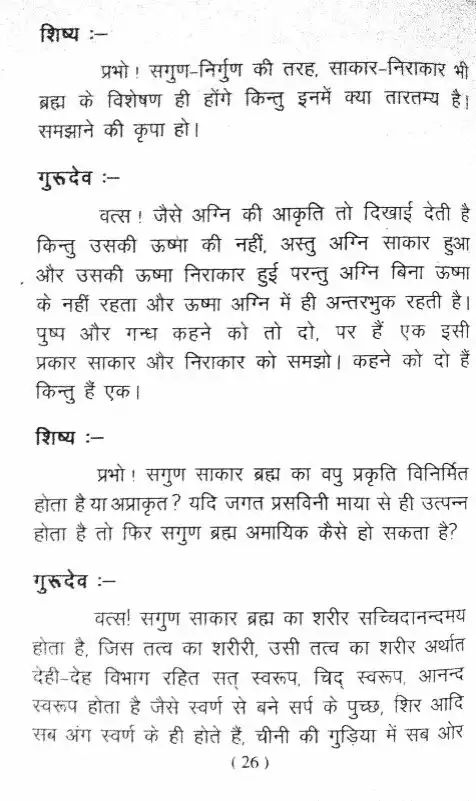 शिष्य :–
प्रभो ! सगुण-निर्गुण की तरह, साकार-निराकार भी
ब्रह्म के विशेषण ही होंगे किन्तु इनमें क्या तारतम्य है।
समझाने की कृपा हो।
गुरूदेव :–
वत्स ! जैसे अग्नि की आकृति तो दिखाई देती है
किन्तु उसकी ऊष्मा की नहीं, अस्तु अग्नि साकार हुआ
और उसकी ऊष्मा निराकार हुई परन्तु अग्नि बिना ऊष्मा
के नहीं रहता और ऊष्मा अग्नि में ही अन्तरभुक रहती है।
पुष्प और गन्ध कहने को तो दो, पर हैं एक इसी
प्रकार साकार और निराकार को समझो। कहने को दो हैं
किन्तु हैं एक।
शिष्य :–
प्रभो ! सगुण साकार ब्रह्म का वपु प्रकृति विनिर्मित
होता है या अप्राकृत? यदि जगत प्रसविनी माया से ही उत्पन्न
होता है तो फिर सगुण ब्रह्म अमायिक कैसे हो सकता है?
गुरूदेव :–
वत्स! सगुण साकार ब्रह्म का शरीर सच्चिदानन्दमय
होता है, जिस तत्व का शरीरी, उसी तत्व का शरीर अर्थात
देही-देह विभाग रहित सत् स्वरूप, चिद् स्वरूप, आनन्द
स्वरूप होता है जैसे स्वर्ण से बने सर्प के पुच्छ, शिर आदि
सब अंग स्वर्ण के ही होते हैं, चीनी की गुड़िया में सब ओर
( 26 )